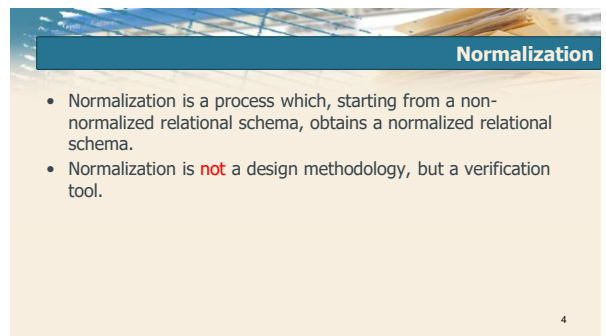 Normalization
• Normalization is a process which, starting from a non-
normalized relational schema, obtains a normalized relational
schema.
• Normalization is not a design methodology, but a verification
tool.
4